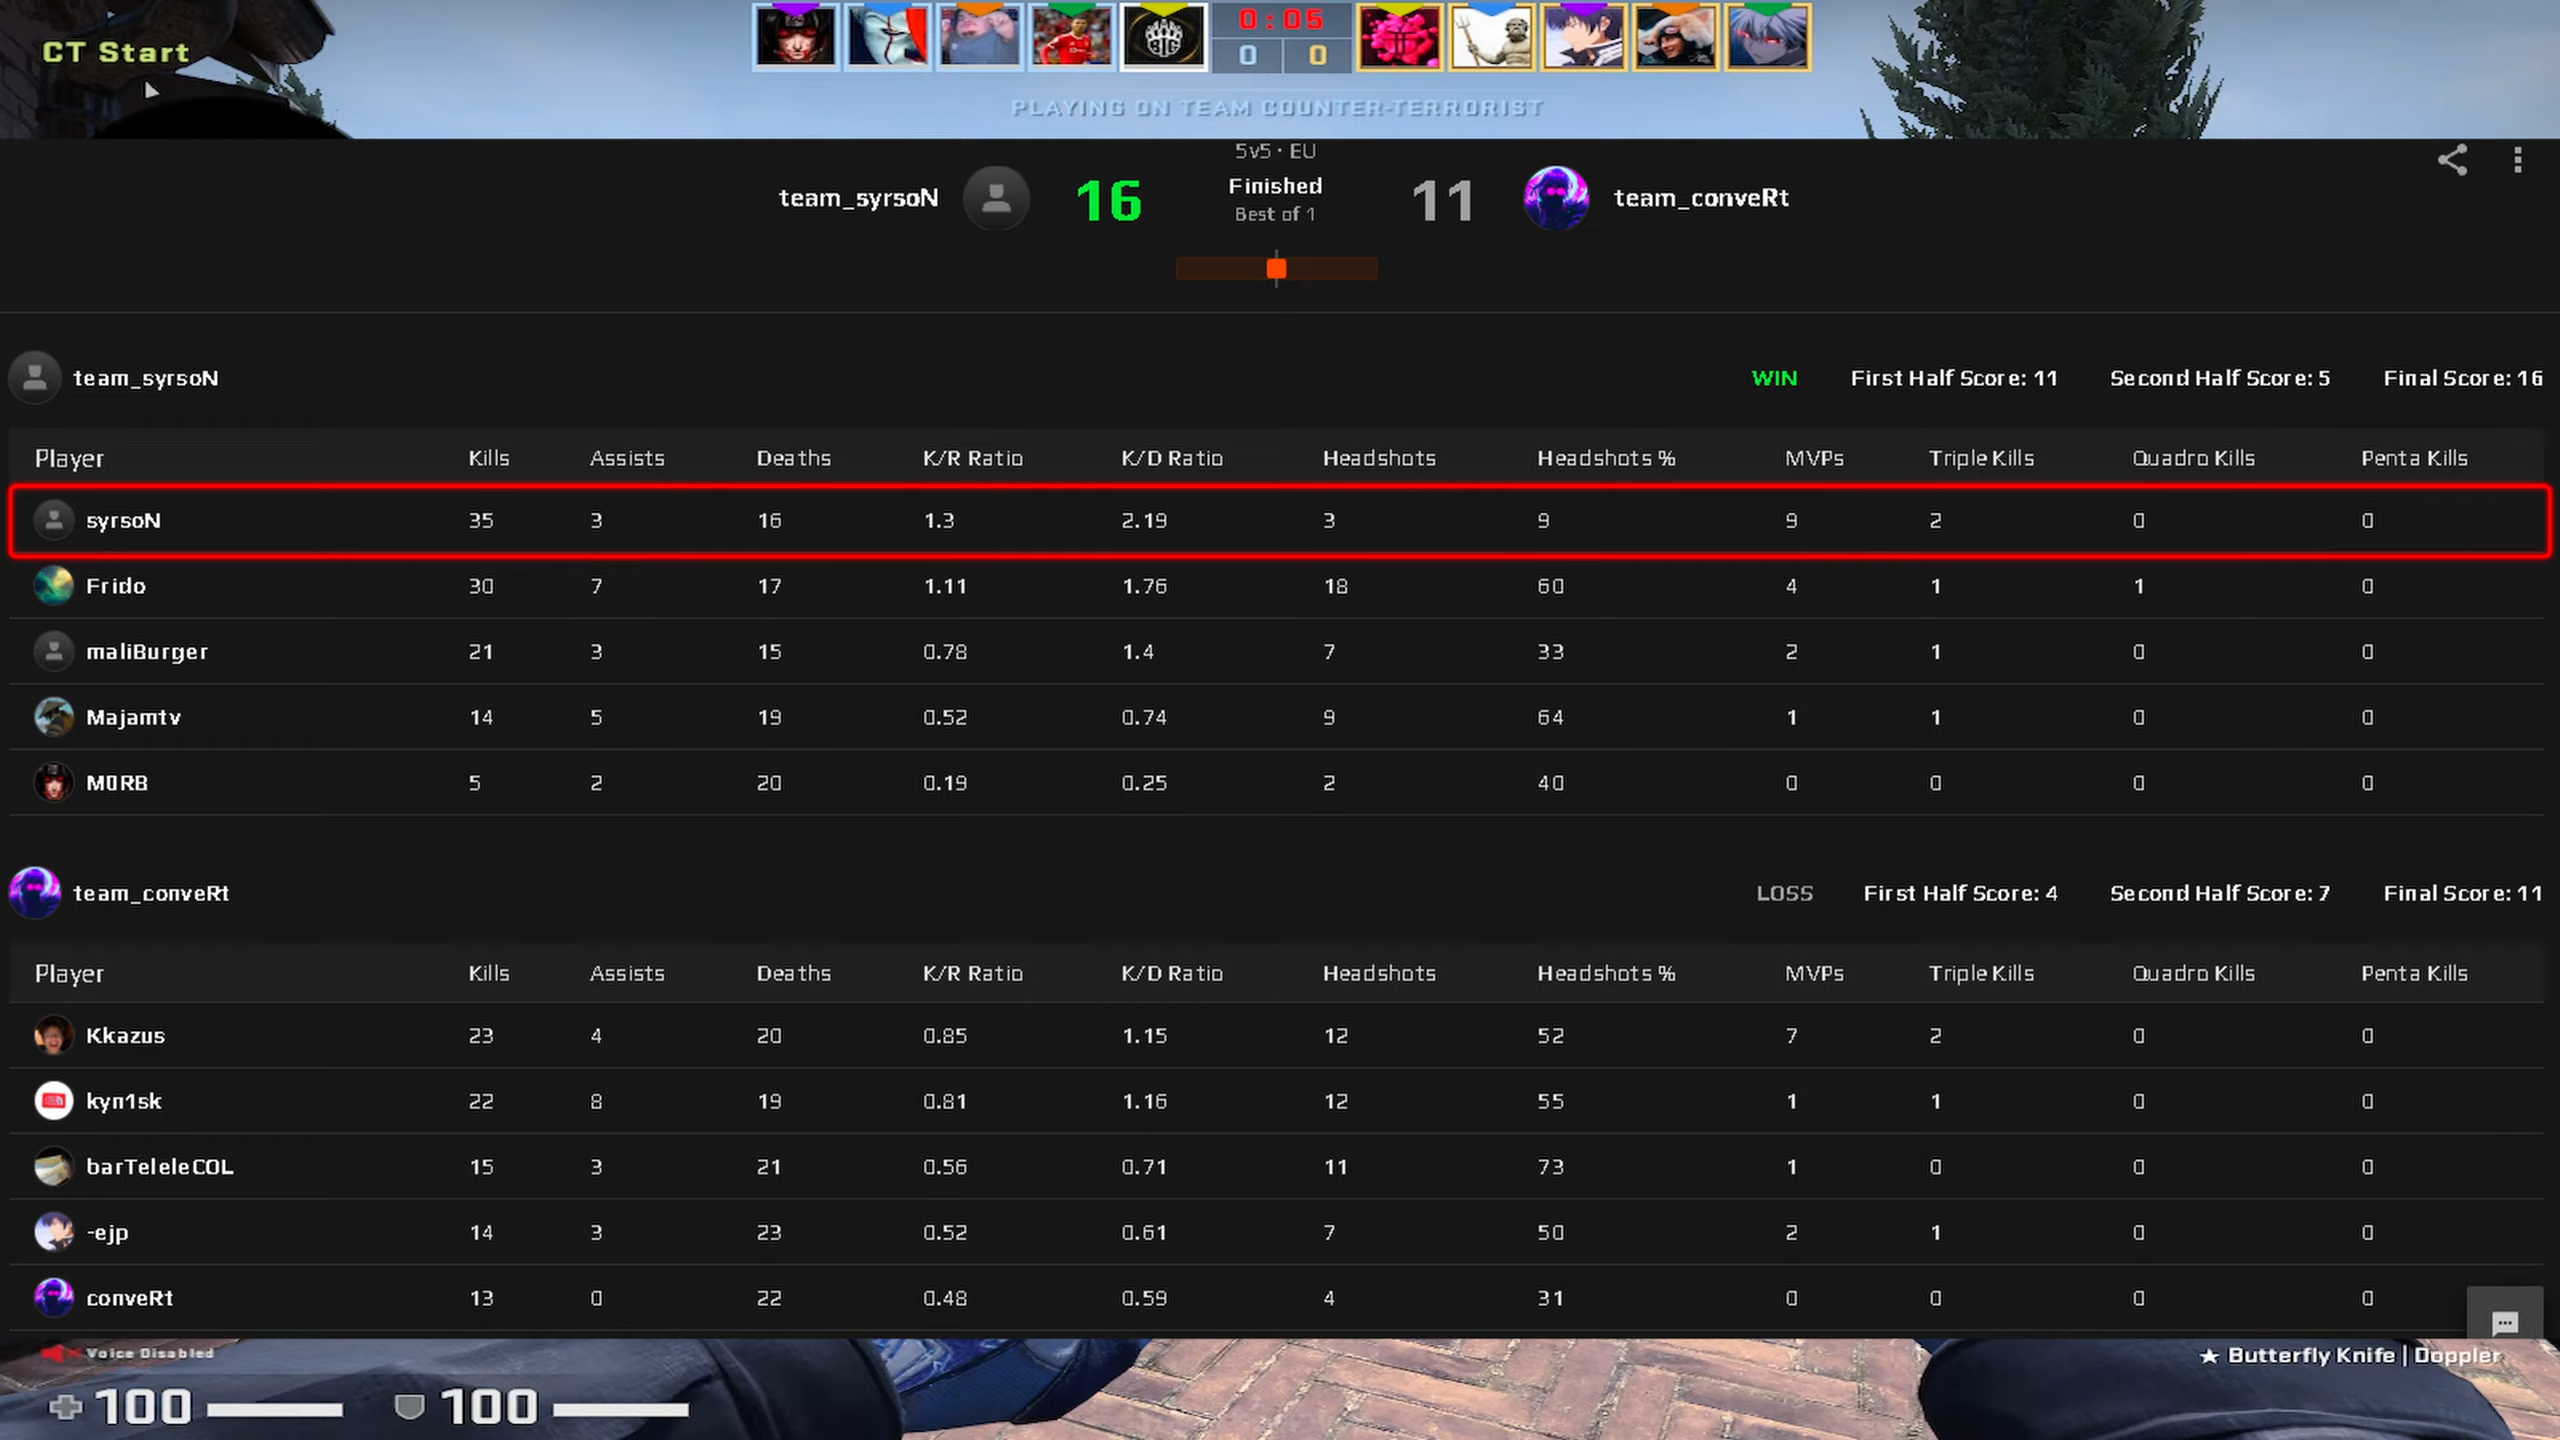 CT Start
0:05
0 0
PLAYING ON TEAM COUNTER-TERRORIST
5v5 · EU
team_syrsoN 16 Finished 11 team_conveRt
Best of 1
team_syrsoN WIN First Half Score: 11 Second Half Score: 5 Final Score: 16
Player Kills Assists Deaths K/R Ratio K/D Ratio Headshots Headshots % MVPs Triple Kills Quadro Kills Penta Kills
syrsoN 35 3 16 1.3 2.19 3 9 9 2 0 0
Frido 30 7 17 1.11 1.76 18 60 4 1 1 0
maliBurger 21 3 15 0.78 1.4 7 33 2 1 0 0
Majamtv 14 5 19 0.52 0.74 9 64 1 1 0 0
M0RB 5 2 20 0.19 0.25 2 40 0 0 0 0
team_conveRt LOSS First Half Score: 4 Second Half Score: 7 Final Score: 11
Player Kills Assists Deaths K/R Ratio K/D Ratio Headshots Headshots % MVPs Triple Kills Quadro Kills Penta Kills
Kkazus 23 4 20 0.85 1.15 12 52 7 2 0 0
kyn1sk 22 8 19 0.81 1.16 12 55 1 1 0 0
barTeleleCOL 15 3 21 0.56 0.71 11 73 1 0 0 0
-ejp 14 3 23 0.52 0.61 7 50 2 1 0 0
conveRt 13 0 22 0.48 0.59 4 31 0 0 0 0
Voice Disabled
★ Butterfly Knife | Doppler
100 100